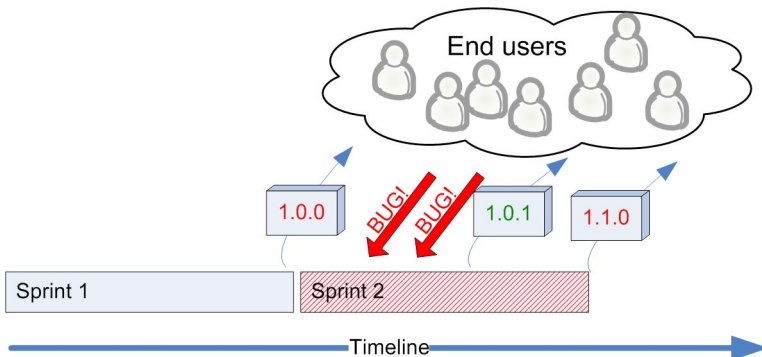 End users
BUG!
BUG!
1.0.0
1.0.1
1.1.0
Sprint 1
Sprint 2
Timeline